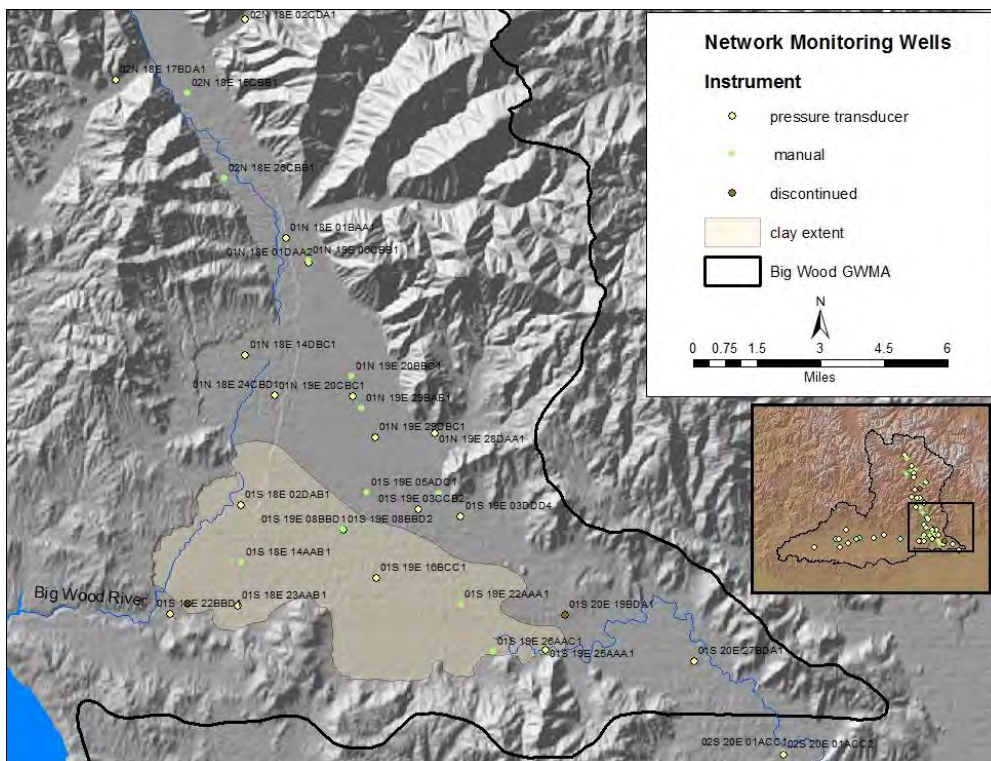 02N 18E 02CDA1
02N 18E 17BDA1
02N 18E 15CBB1
02N 18E 26CBB1
01N 18E 01BAA1
01N 18E 01DAA2
01N 19E 06CBB1
01N 18E 14DBC1
01N 19E 20BBC1
01N 18E 24CBD1
01N 19E 20CBC1
01N 19E 29BAB1
01N 19E 28DAA1
01S 19E 05ADC1
01S 18E 02DAB1
01S 19E 03CCB2
01S 19E 03DDD4
01S 19E 08BBD1
01S 19E 08BBD2
01S 18E 14AAB1
01S 19E 16BCC1
Big Wood River
01S 18E 22BBD1
01S 18E 23AAB1
01S 19E 22AAA1
01S 20E 19BDA1
01S 19E 26AAC1
01S 19E 25AAA1
01S 20E 27BDA1
02S 20E 01ACC1
02S 20E 01ACC2
Network Monitoring Wells
Instrument
pressure transducer
manual
discontinued
clay extent
Big Wood GWMA
N
0 0.75 1.5 3 4.5 6
Miles